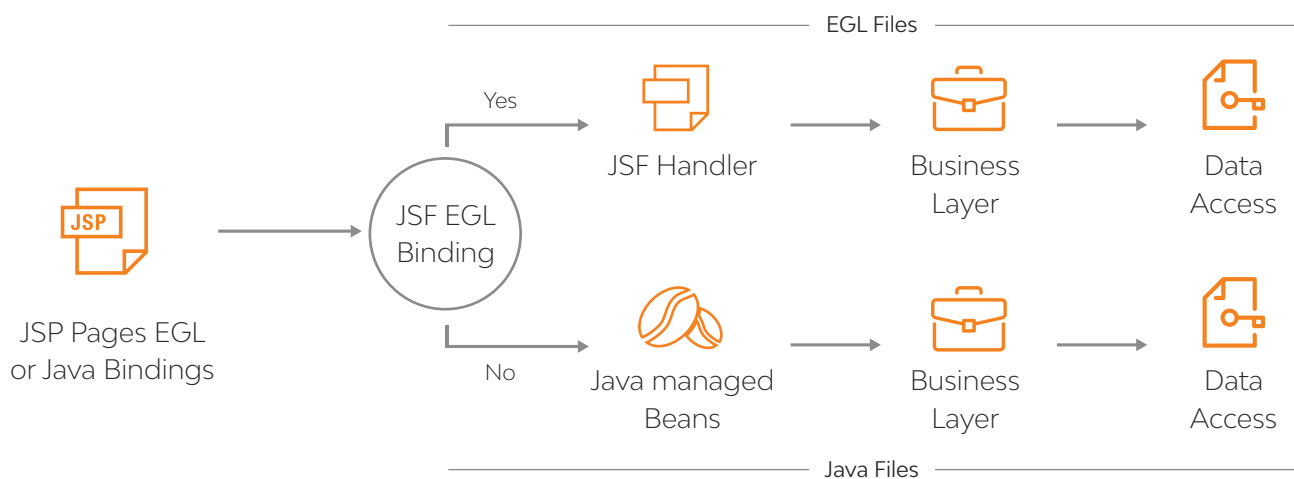 EGL Files
Yes
JSF Handler
Business
Layer
Data
Access
JSP
JSP Pages EGL
or Java Bindings
JSF EGL
Binding
No
Java managed
Beans
Business
Layer
Data
Access
Java Files